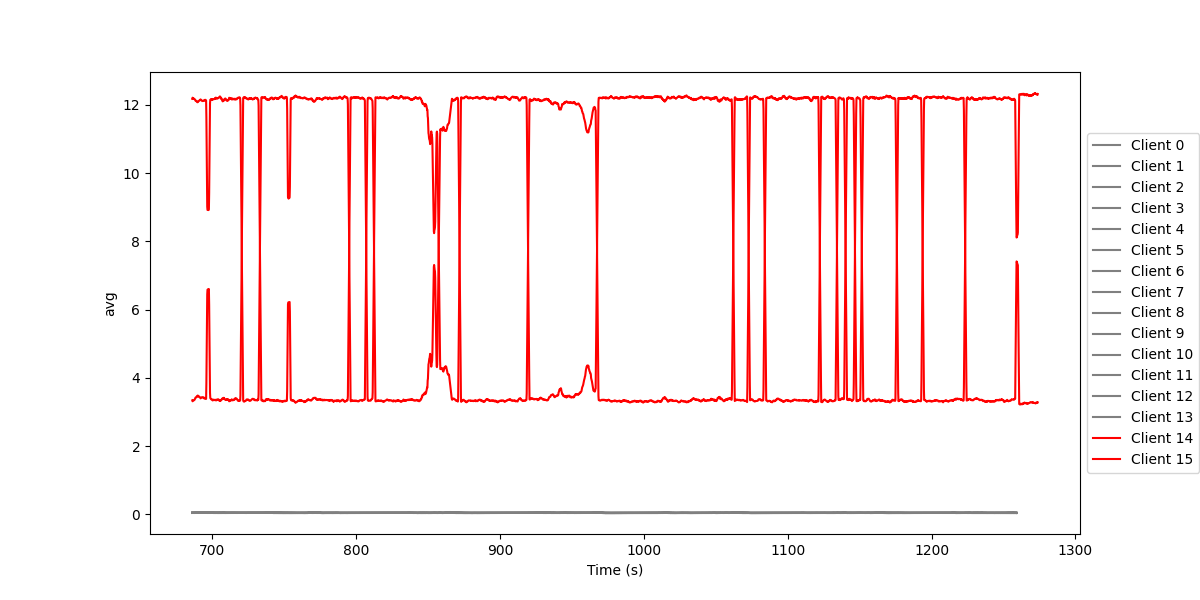 avg
12
10
8
6
4
2
0
700
800
900
1000
1100
1200
1300
Time (s)
Client 0
Client 1
Client 2
Client 3
Client 4
Client 5
Client 6
Client 7
Client 8
Client 9
Client 10
Client 11
Client 12
Client 13
Client 14
Client 15